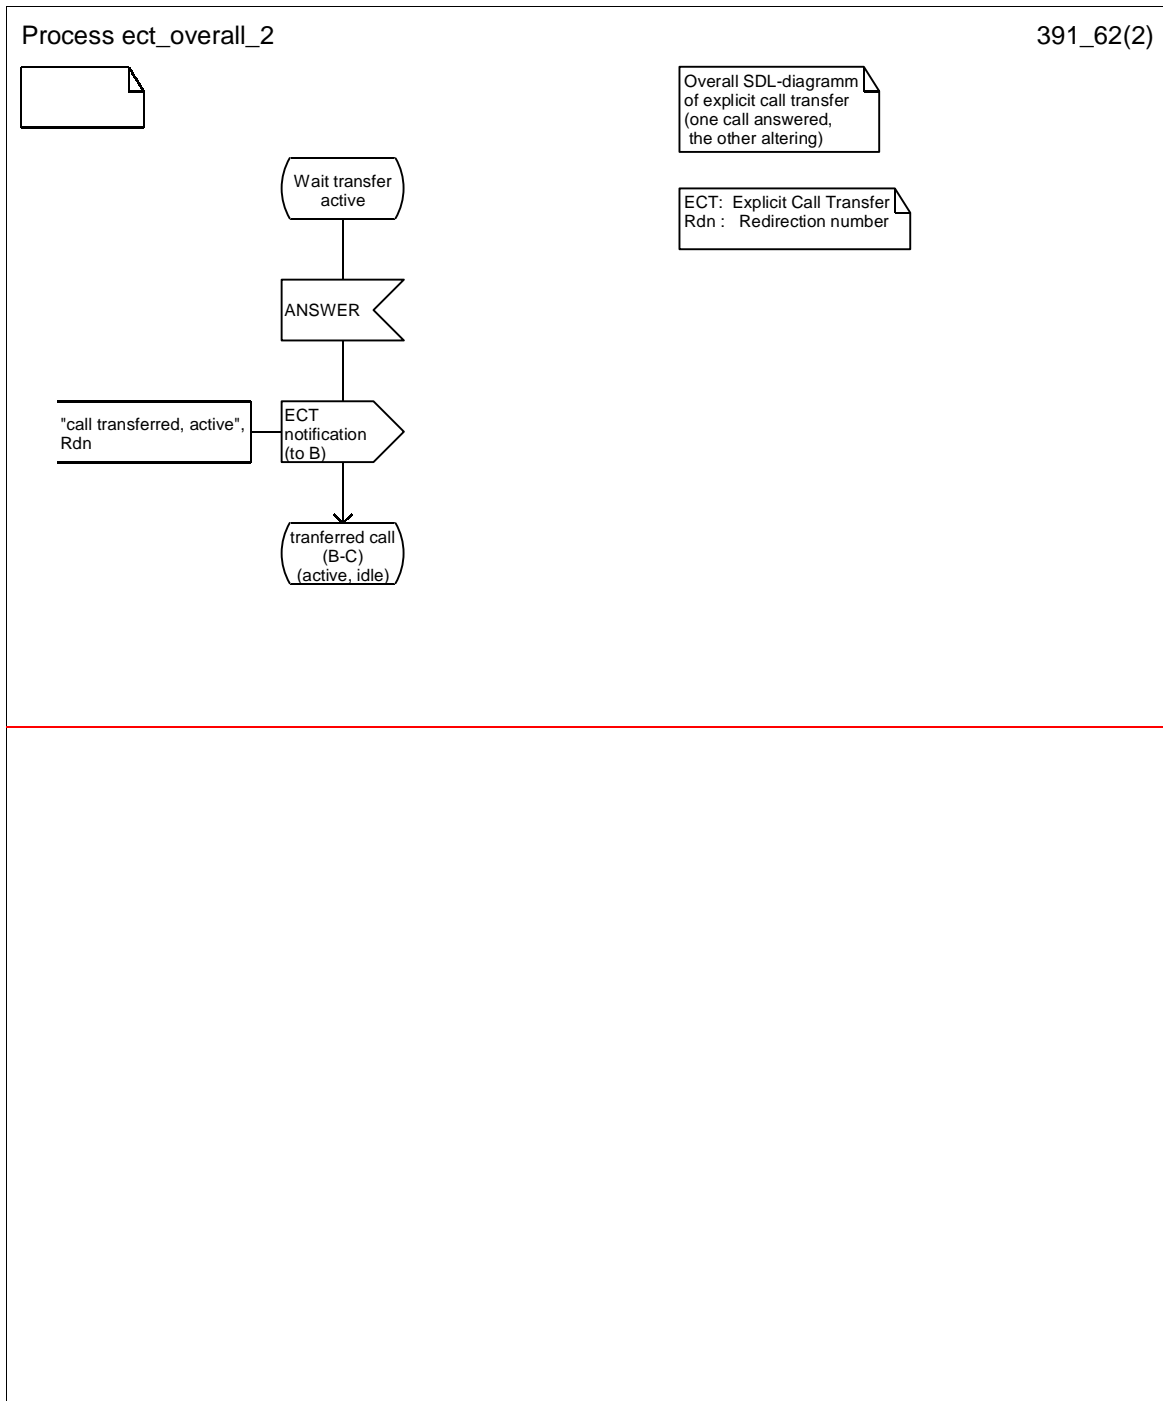 Process ect_overall_2
391_62(2)
Overall SDL-diagramm
of explicit call transfer
(one call answered,
the other altering)
Wait transfer
active
ECT: Explicit Call Transfer
Rdn : Redirection number
ANSWER
"call transferred, active",
Rdn
ECT
notification
(to B)
tranferred call
(B-C)
(active, idle)